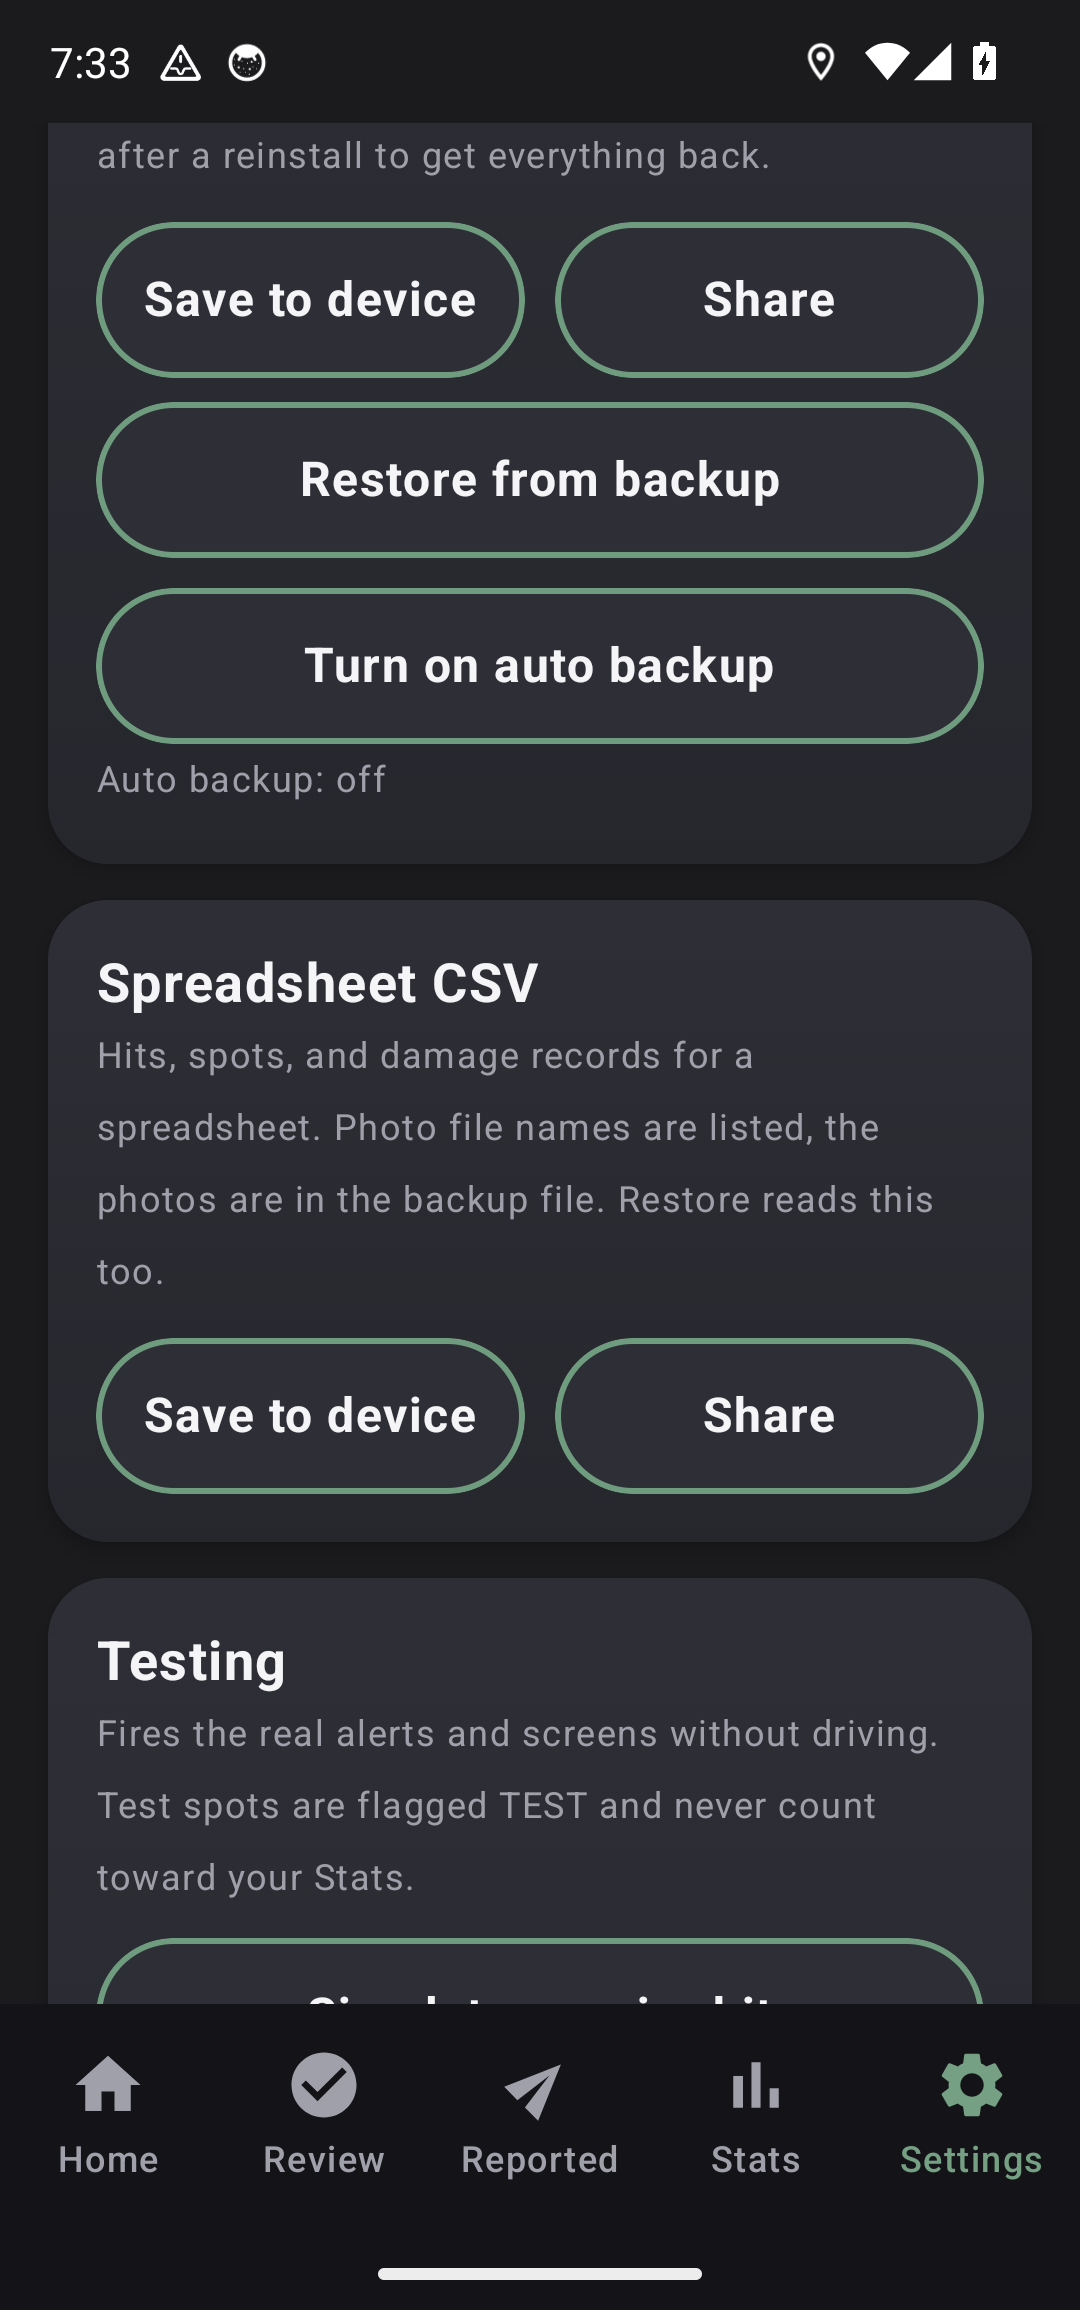 7:33
after a reinstall to get everything back.
Save to device
Share
Restore from backup
Turn on auto backup
Auto backup: off
Spreadsheet CSV
Hits, spots, and damage records for a
spreadsheet. Photo file names are listed, the
photos are in the backup file. Restore reads this
too.
Save to device
Share
Testing
Fires the real alerts and screens without driving.
Test spots are flagged TEST and never count
toward your Stats.
Home
Review
Reported
Stats
Settings